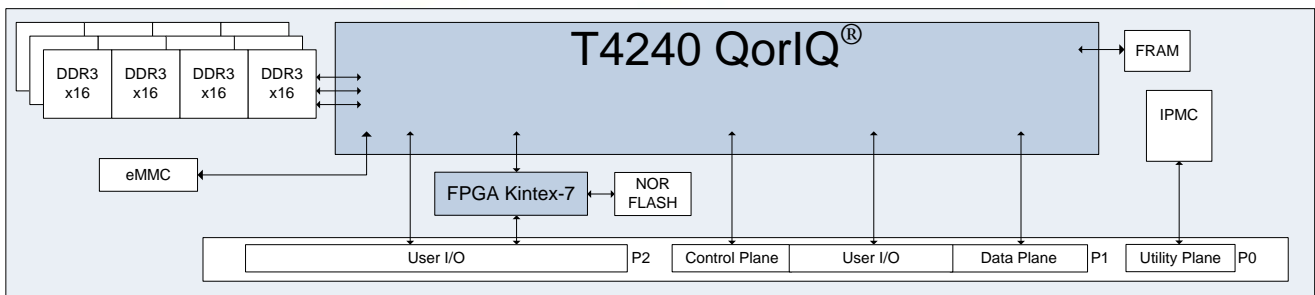 T4240 QorIQ®
FRAM
DDR3 x16
DDR3 x16
DDR3 x16
DDR3 x16
IPMC
eMMC
FPGA Kintex-7
NOR FLASH
User I/O
P2
Control Plane
User I/O
Data Plane
P1
Utility Plane
P0